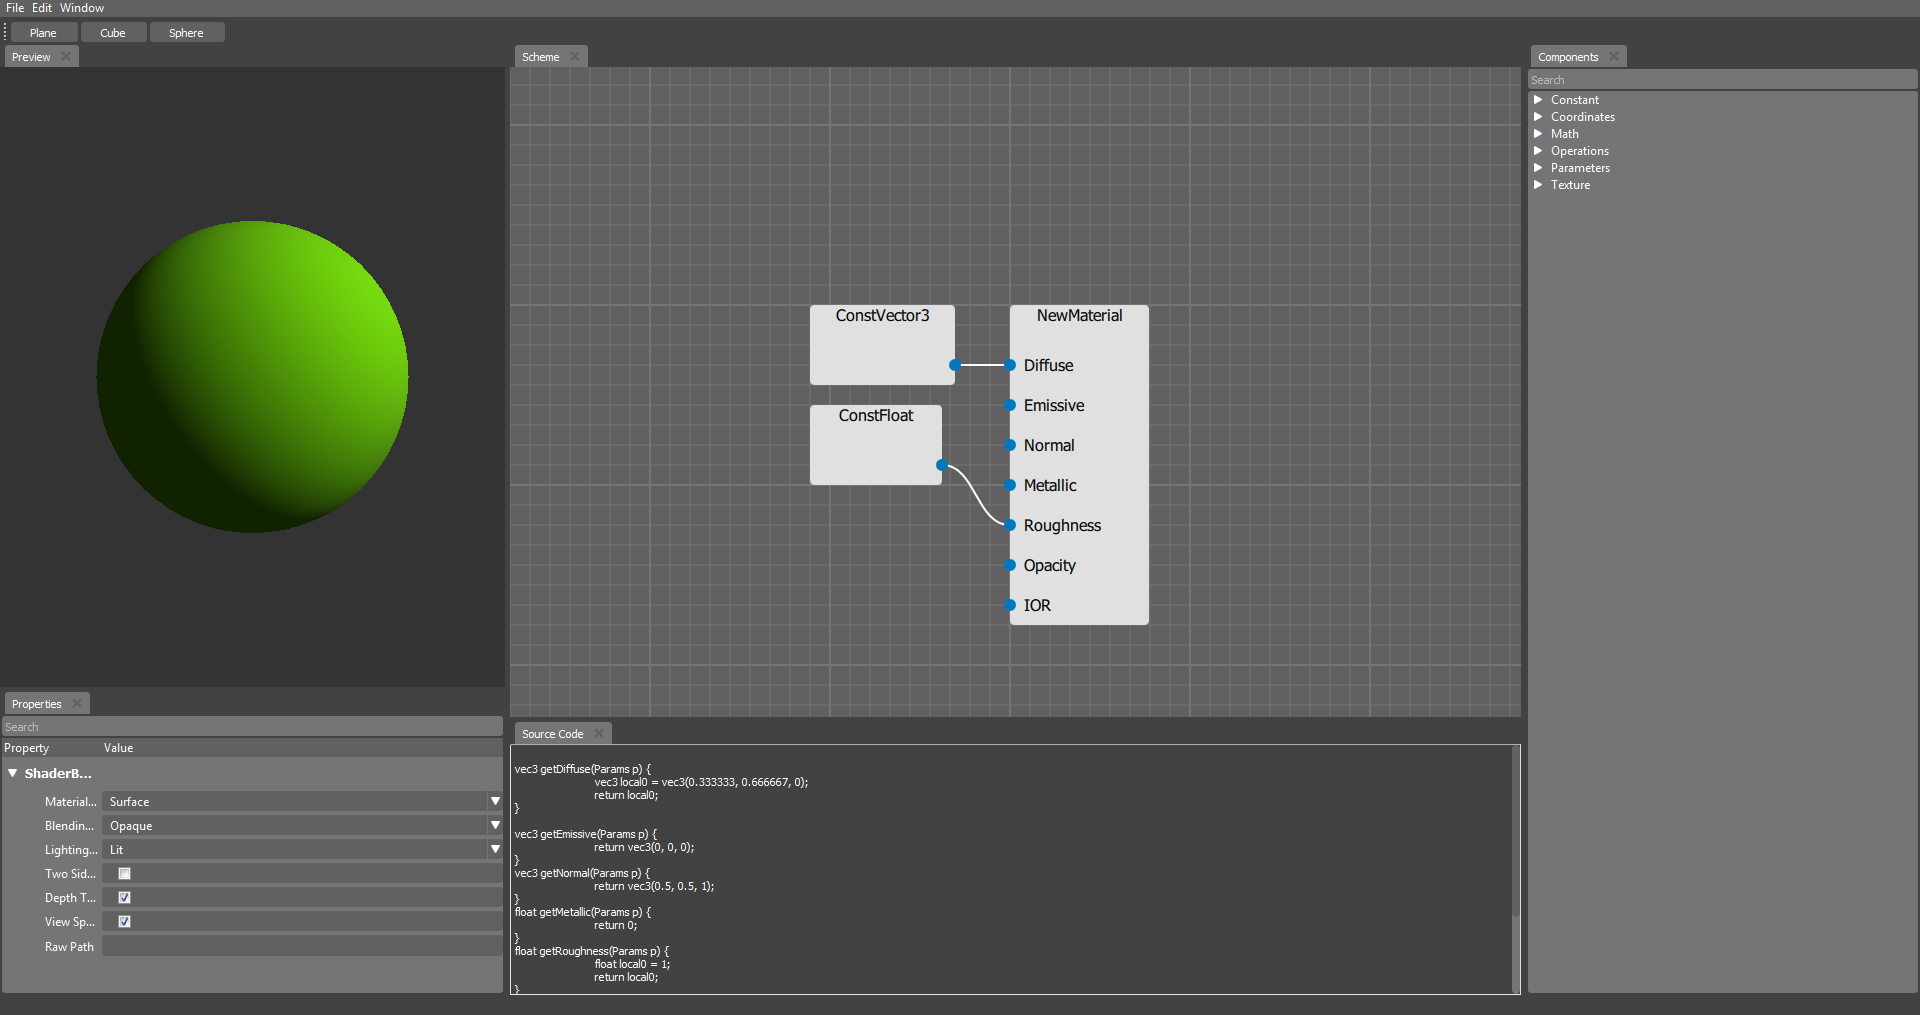 File Edit Window
Plane Cube Sphere
Preview
Scheme
Components
Search
Constant
Coordinates
Math
Operations
Parameters
Texture
ConstVector3
ConstFloat
NewMaterial
Diffuse
Emissive
Normal
Metallic
Roughness
Opacity
IOR
Properties
Search
Property Value
ShaderB...
Material... Surface
Blendin... Opaque
Lighting... Lit
Two Sid...
Depth T...
View Sp...
Raw Path
Source Code
vec3 getDiffuse(Params p) {
vec3 local0 = vec3(0.333333, 0.666667, 0);
return local0;
}
vec3 getEmissive(Params p) {
return vec3(0, 0, 0);
}
vec3 getNormal(Params p) {
return vec3(0.5, 0.5, 1);
}
float getMetallic(Params p) {
return 0;
}
float getRoughness(Params p) {
float local0 = 1;
return local0;
}